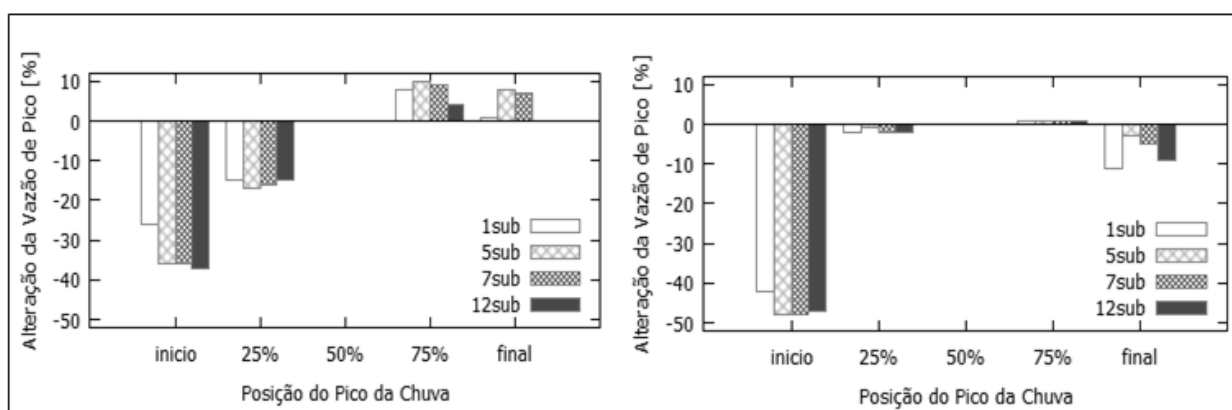 Alteração da Vazão de Pico [%]
10
0
-10
-20
-30
-40
-50
1sub
5sub
7sub
12sub
inicio 25% 50% 75% final
Posição do Pico da Chuva
Alteração da Vazão de Pico [%]
10
0
-10
-20
-30
-40
-50
1sub
5sub
7sub
12sub
inicio 25% 50% 75% final
Posição do Pico da Chuva